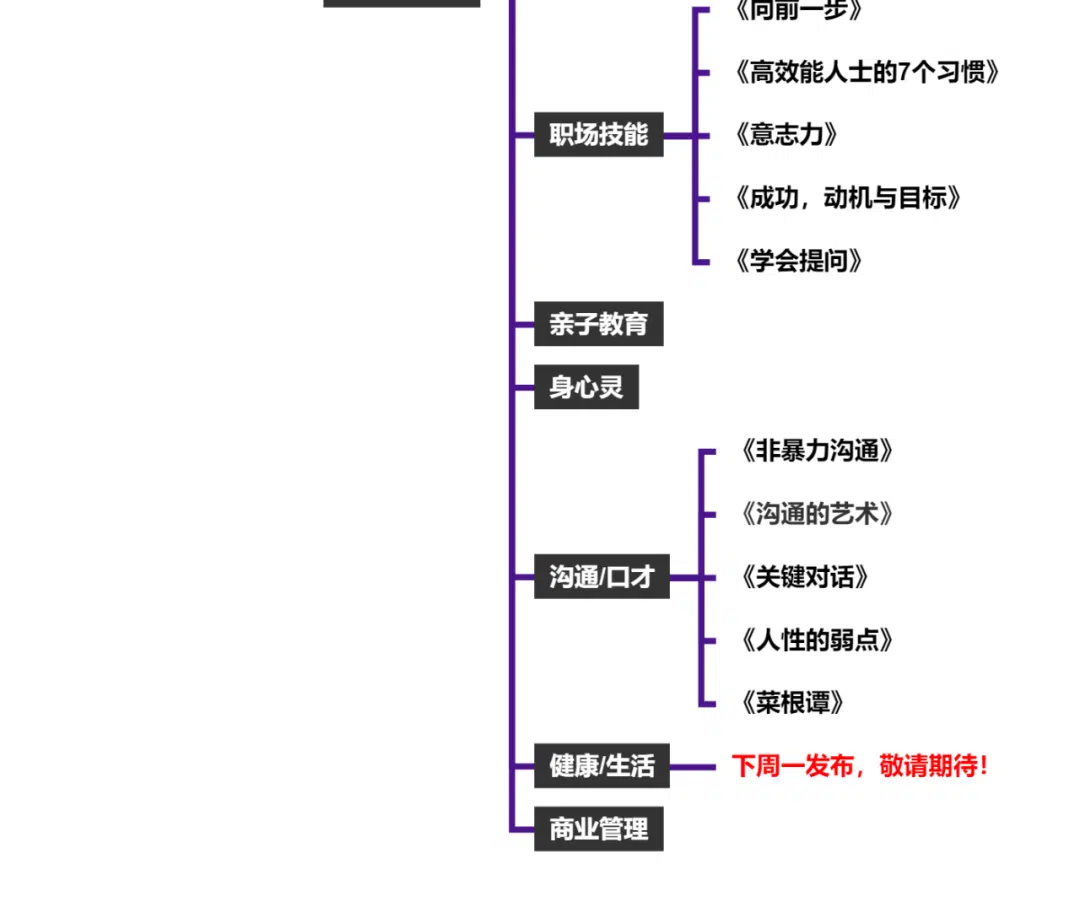 《向前一步》
《高效能人士的7个习惯》
职场技能
《意志力》
《成功，动机与目标》
《学会提问》
亲子教育
身心灵
《非暴力沟通》
《沟通的艺术》
沟通/口才
《关键对话》
《人性的弱点》
《菜根谭》
健康/生活
下周一发布，敬请期待！
商业管理